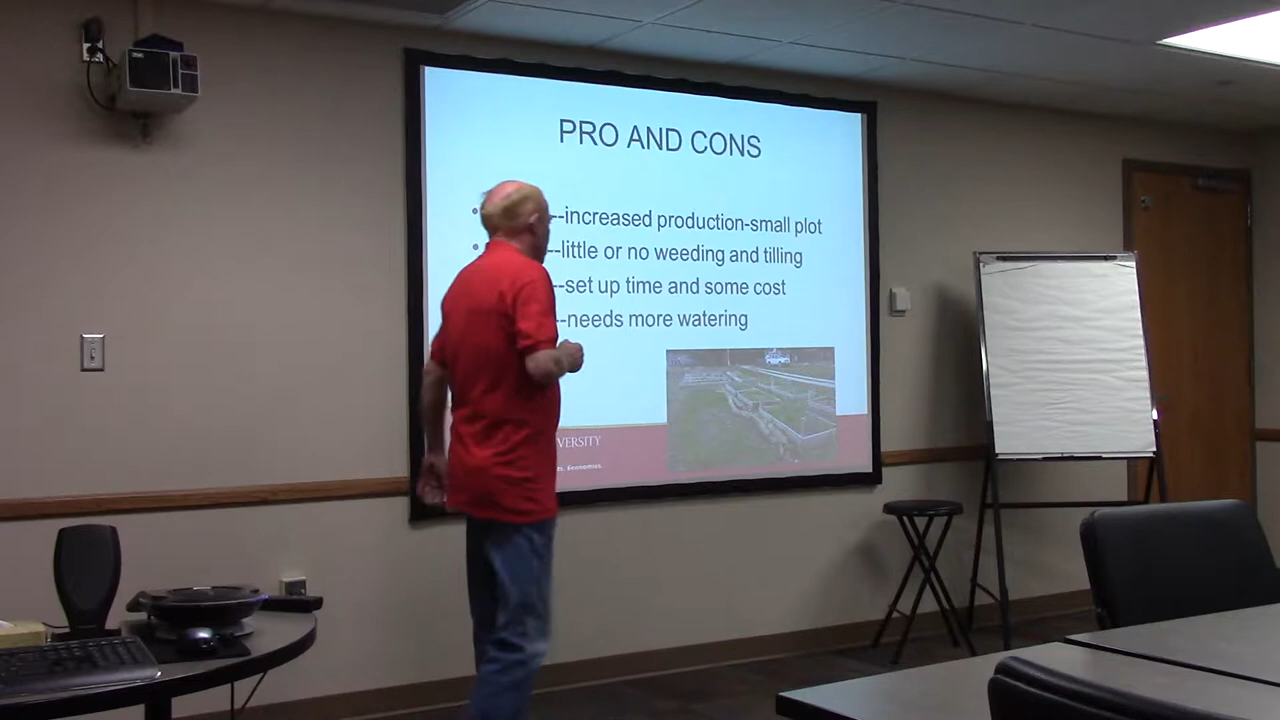 PRO AND CONS
--increased production-small plot
--little or no weeding and tilling
--set up time and some cost
--needs more watering
VERSITY
Economics.